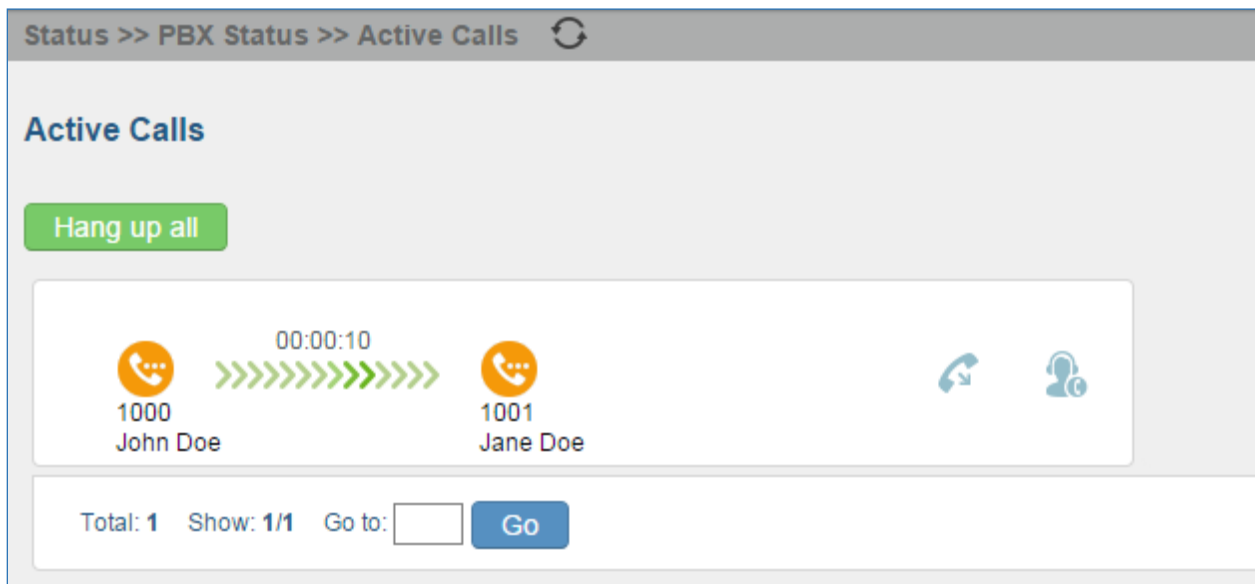 Status >> PBX Status >> Active Calls
Active Calls
Hang up all
00:00:10
1000
John Doe
1001
Jane Doe
Total: 1 Show: 1/1 Go to: Go